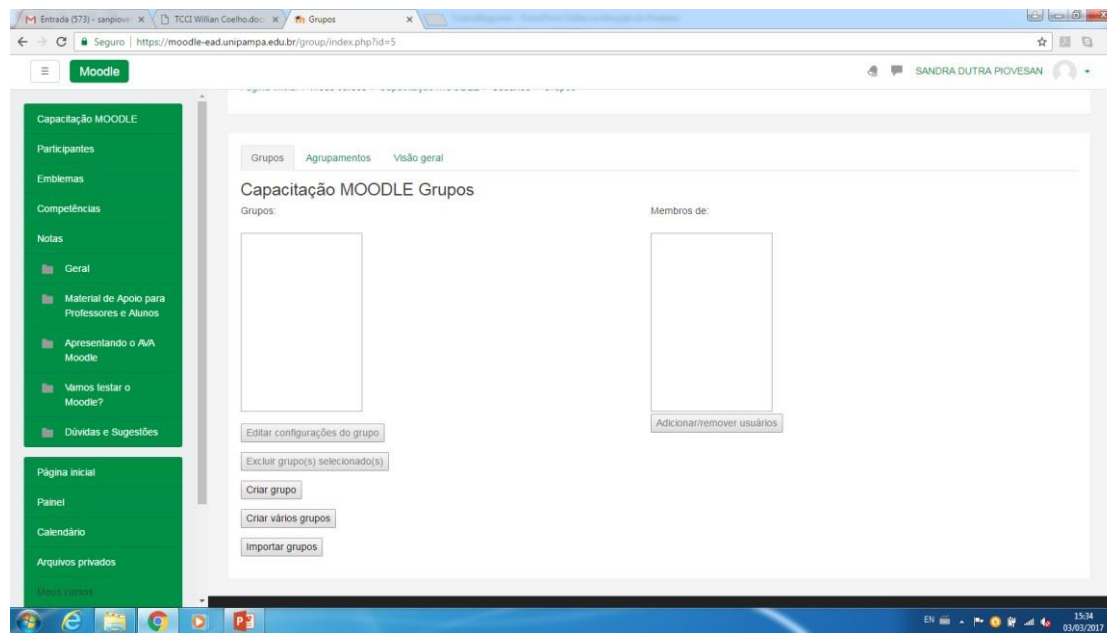 Entrada (573) - sanpiove
TCCI Willian Coelho.doc
Grupos
Seguro | https://moodle-ead.unipampa.edu.br/group/index.php?id=5
Moodle
SANDRA DUTRA PIOVESAN
Capacitação MOODLE
Participantes
Emblemas
Competências
Notas
Geral
Material de Apoio para
Professores e Alunos
Apresentando o AVA
Moodle
Vamos testar o
Moodle?
Dúvidas e Sugestões
Página inicial
Painel
Calendário
Arquivos privados
Meus cursos
Grupos Agrupamentos Visão geral
Capacitação MOODLE Grupos
Grupos:
Membros de:
Editar configurações do grupo
Excluir grupo(s) selecionado(s)
Criar grupo
Criar vários grupos
Importar grupos
Adicionar/remover usuários
EN
15:34
03/03/2017